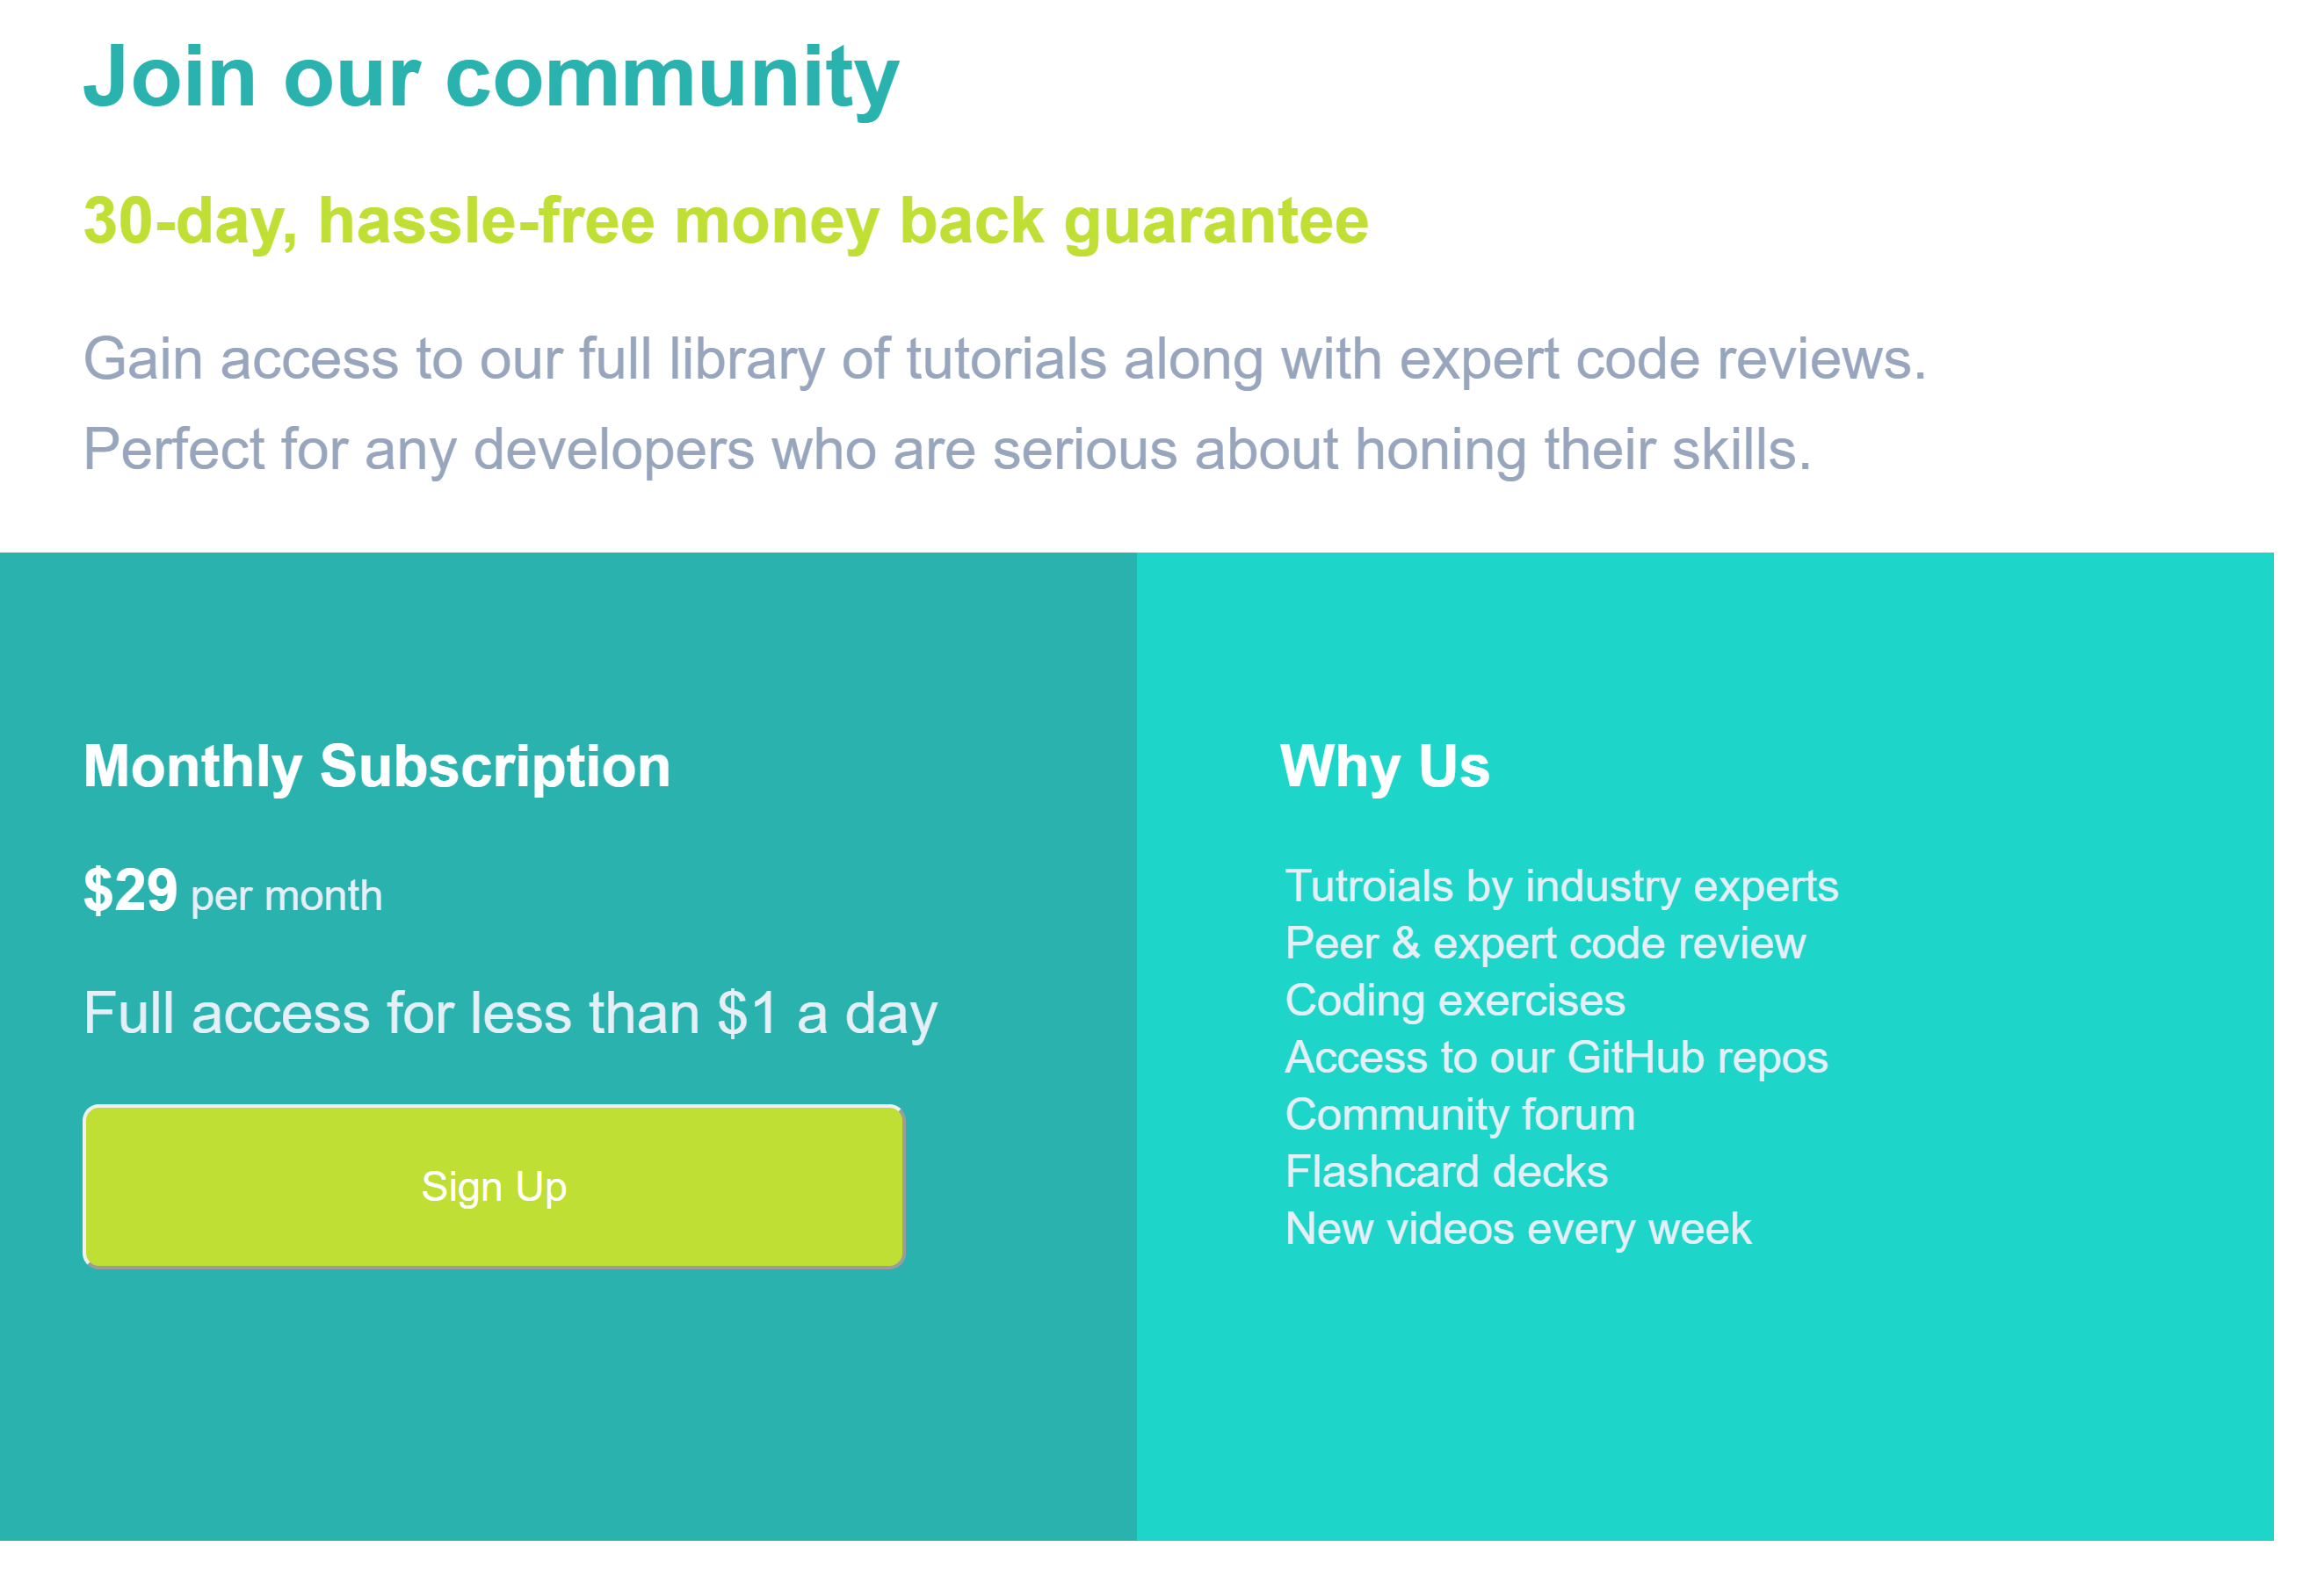 Join our community
30-day, hassle-free money back guarantee
Gain access to our full library of tutorials along with expert code reviews.
Perfect for any developers who are serious about honing their skills.
Monthly Subscription
$29 per month
Full access for less than $1 a day
Sign Up
Why Us
Tutroials by industry experts
Peer & expert code review
Coding exercises
Access to our GitHub repos
Community forum
Flashcard decks
New videos every week